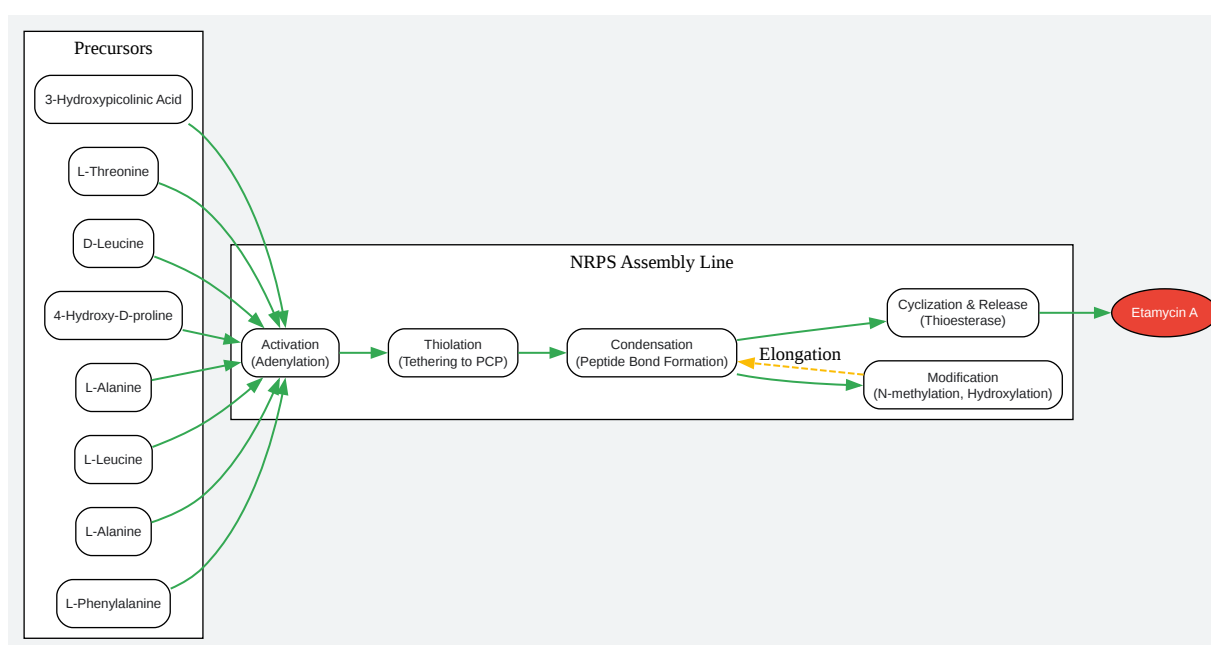 Precursors
3-Hydroxypicolinic Acid
L-Threonine
D-Leucine
4-Hydroxy-D-proline
L-Alanine
L-Leucine
L-Alanine
L-Phenylalanine
NRPS Assembly Line
Activation
(Adenylation)
Thiolation
(Tethering to PCP)
Condensation
(Peptide Bond Formation)
Elongation
Cyclization & Release
(Thioesterase)
Modification
(N-methylation, Hydroxylation)
Etamycin A